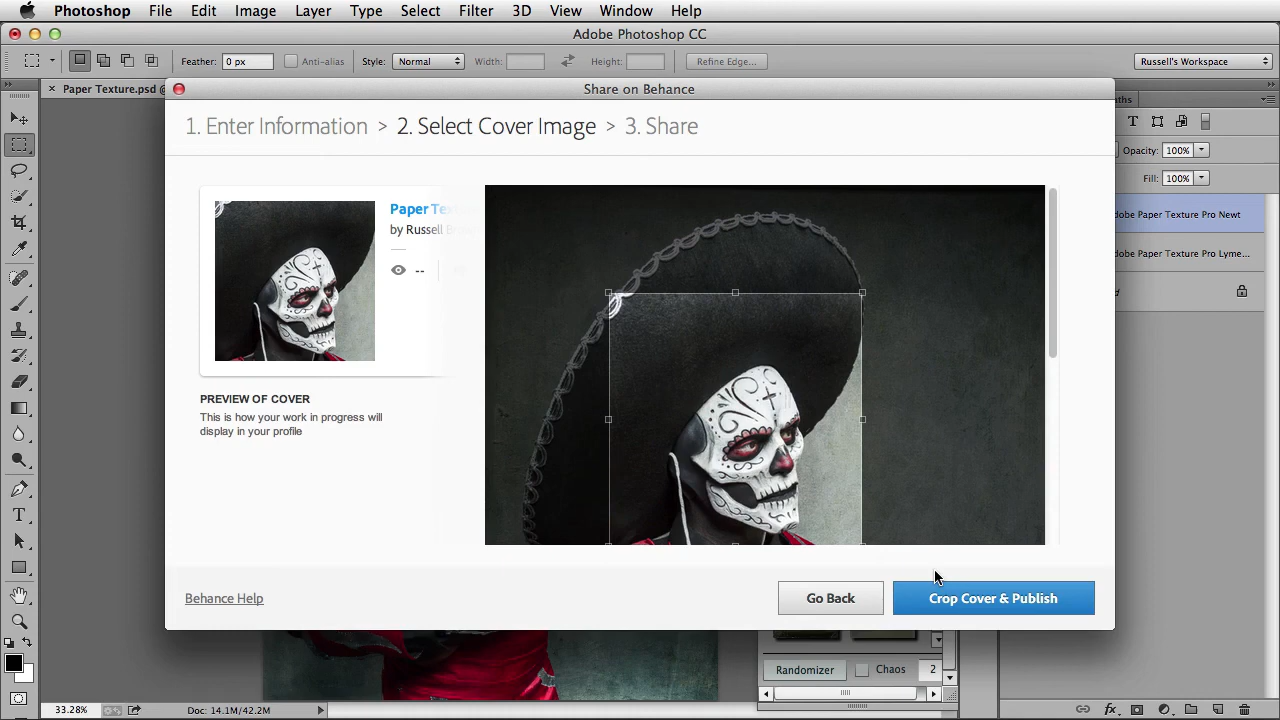 Photoshop File Edit Image Layer Type Select Filter 3D View Window Help
Adobe Photoshop CC
Feather: 0 px Anti-alias Style: Normal Width: Height: Refine Edge... Russell's Workspace
Paper Texture.psd @
Share on Behance
1. Enter Information > 2. Select Cover Image > 3. Share
Opacity: 100%
Fill: 100%
Paper
by Russell
--
dobe Paper Texture Pro Newt
dobe Paper Texture Pro Lyme...
PREVIEW OF COVER
This is how your work in progress will
display in your profile
Behance Help Go Back Crop Cover & Publish
Randomizer Chaos 2
33.28% Doc: 14.1M/42.2M